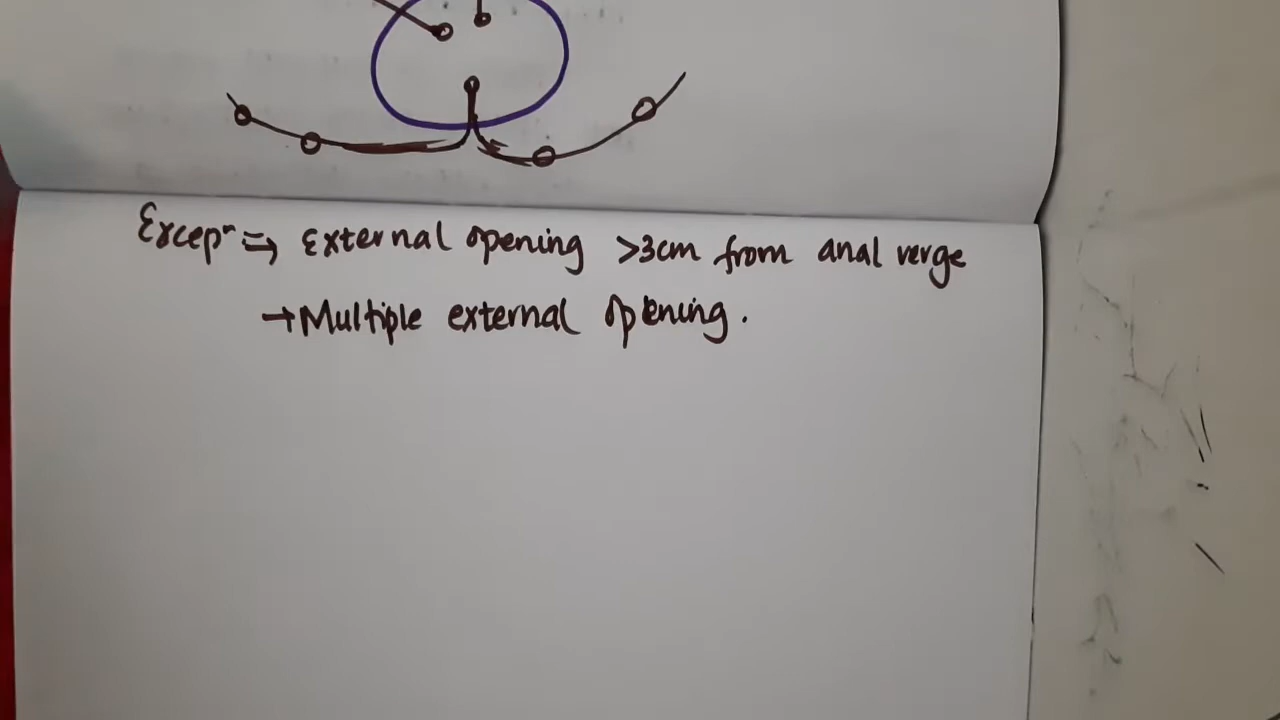 Excepⁿ ⇒ External opening >3cm from anal verge
→ Multiple external opening.